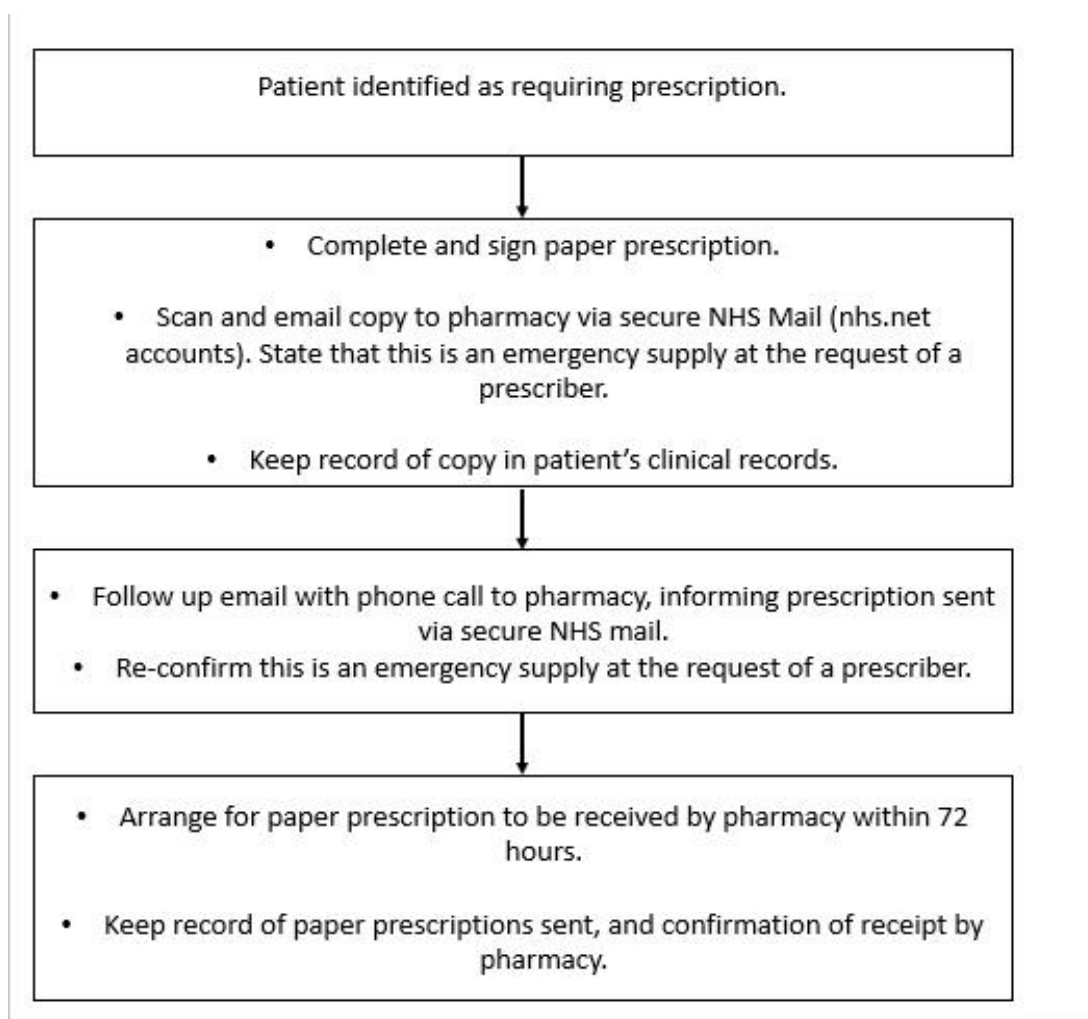 Patient identified as requiring prescription.
• Complete and sign paper prescription.
• Scan and email copy to pharmacy via secure NHS Mail (nhs.net
accounts). State that this is an emergency supply at the request of a
prescriber.
• Keep record of copy in patient's clinical records.
• Follow up email with phone call to pharmacy, informing prescription sent
via secure NHS mail.
• Re-confirm this is an emergency supply at the request of a prescriber.
• Arrange for paper prescription to be received by pharmacy within 72
hours.
• Keep record of paper prescriptions sent, and confirmation of receipt by
pharmacy.